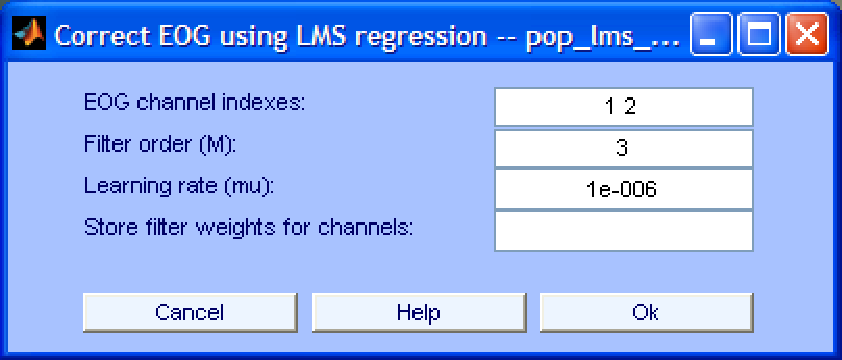 Correct EOG using LMS regression -- pop_lms_...
EOG channel indexes: 1 2
Filter order (M): 3
Learning rate (mu): 1e-006
Store filter weights for channels:
Cancel Help Ok